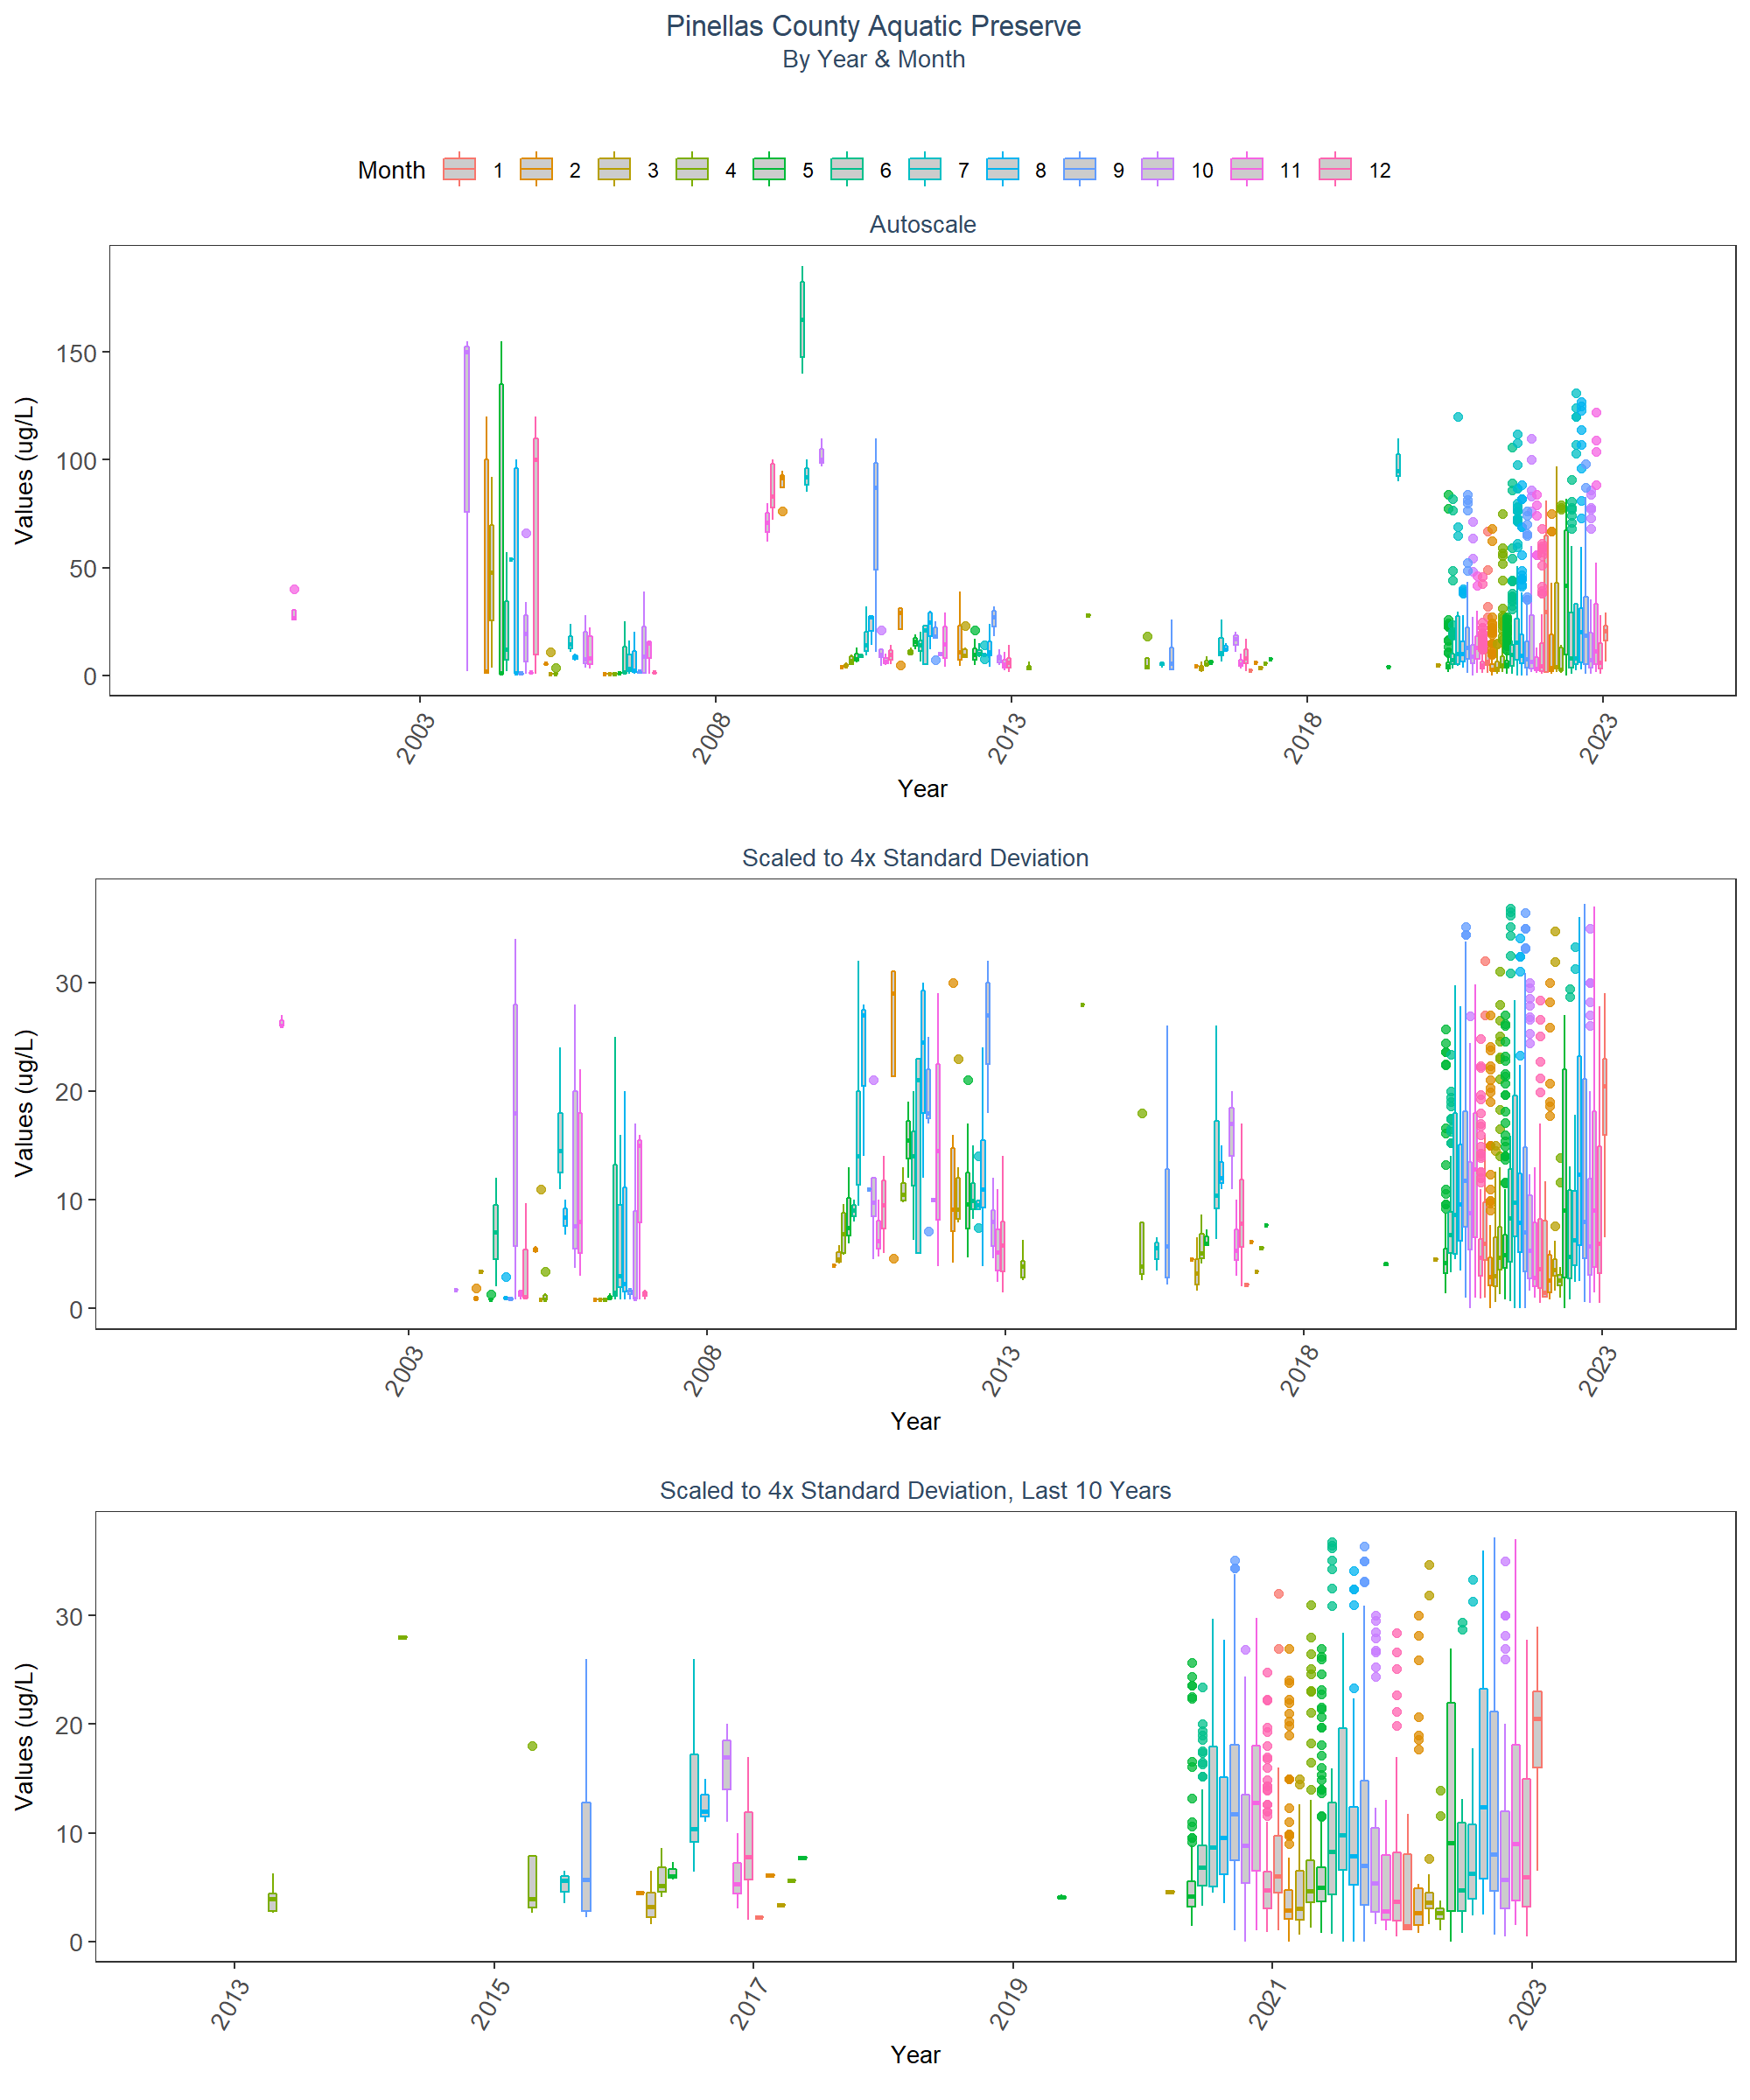 Pinellas County Aquatic Preserve
By Year & Month
Month 1 2 3 4 5 6 7 8 9 10 11 12
Autoscale
Values (ug/L)
150
100
50
0
2003 2008 2013 2018 2023
Year
Scaled to 4x Standard Deviation
Values (ug/L)
30
20
10
0
2003 2008 2013 2018 2023
Year
Scaled to 4x Standard Deviation, Last 10 Years
Values (ug/L)
30
20
10
0
2013 2015 2017 2019 2021 2023
Year